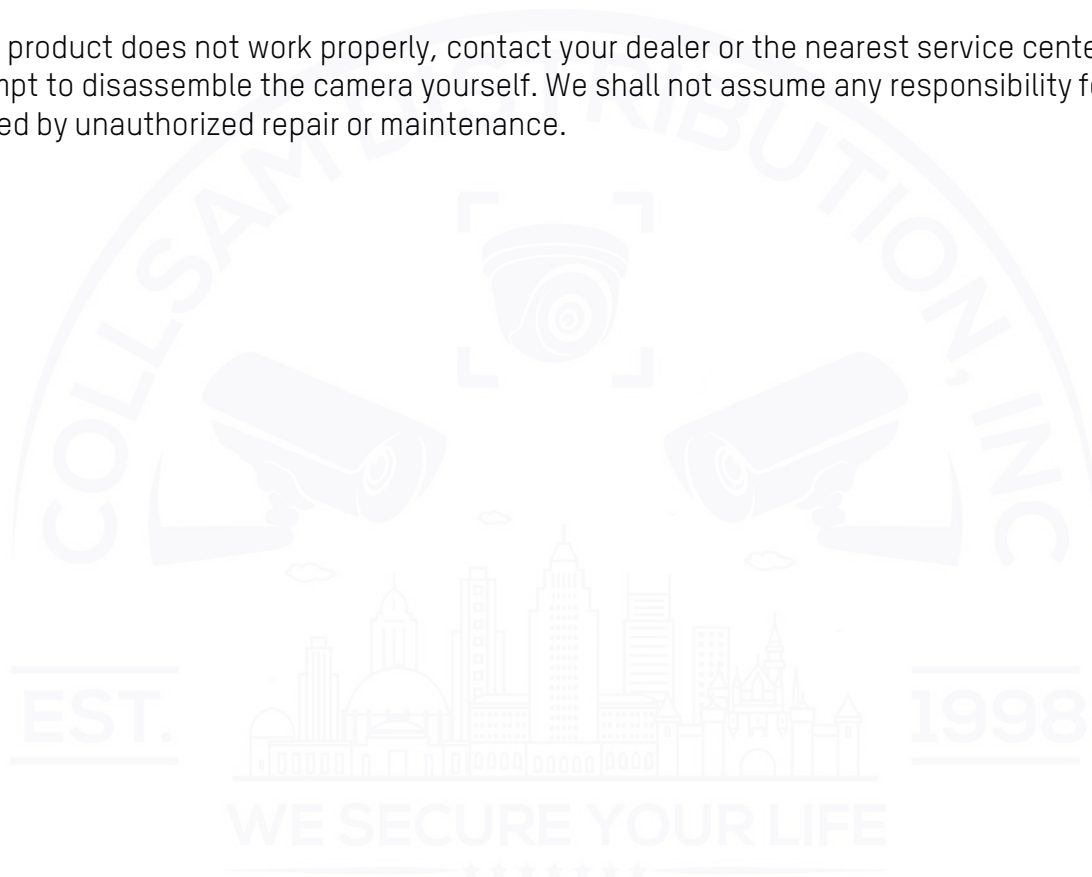 product does not work properly, contact your dealer or the nearest service cente
mpt to disassemble the camera yourself. We shall not assume any responsibility f
ed by unauthorized repair or maintenance.
COLLSAM DISTRIBUTION, INC
EST. 1998
WE SECURE YOUR LIFE